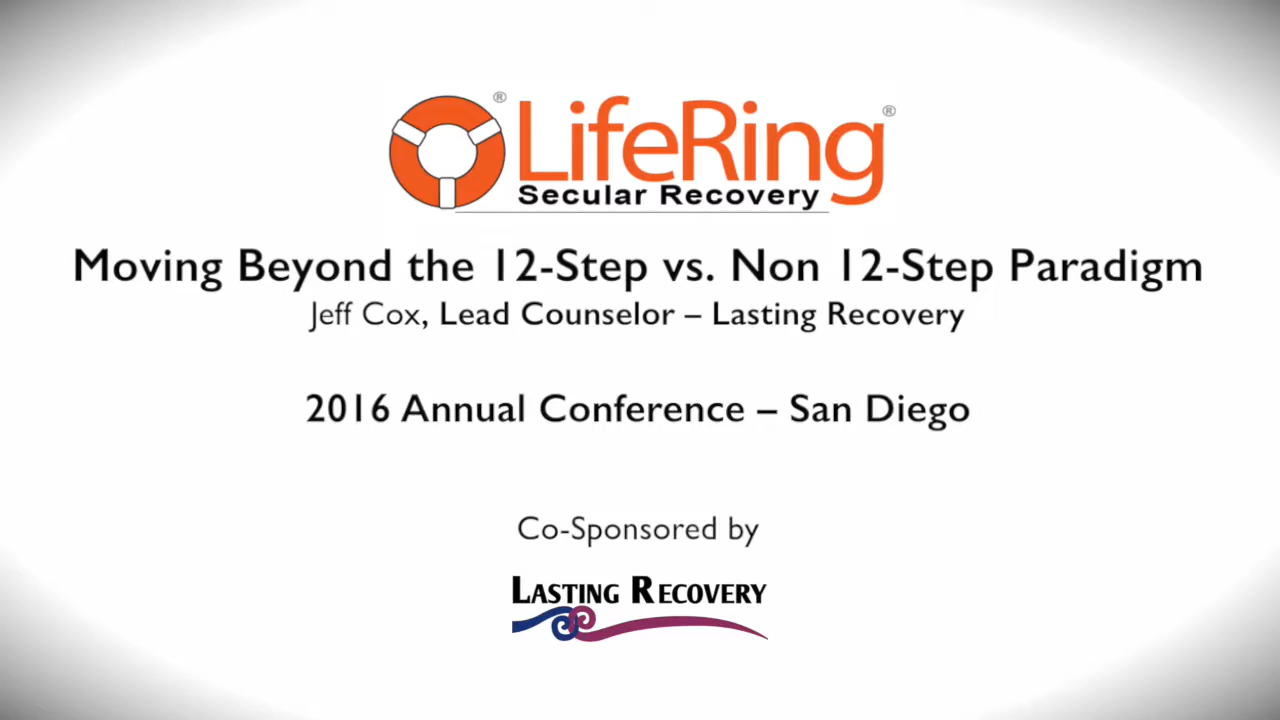 ® LifeRing ®
Secular Recovery
Moving Beyond the 12-Step vs. Non 12-Step Paradigm
Jeff Cox, Lead Counselor – Lasting Recovery
2016 Annual Conference – San Diego
Co-Sponsored by
LASTING RECOVERY